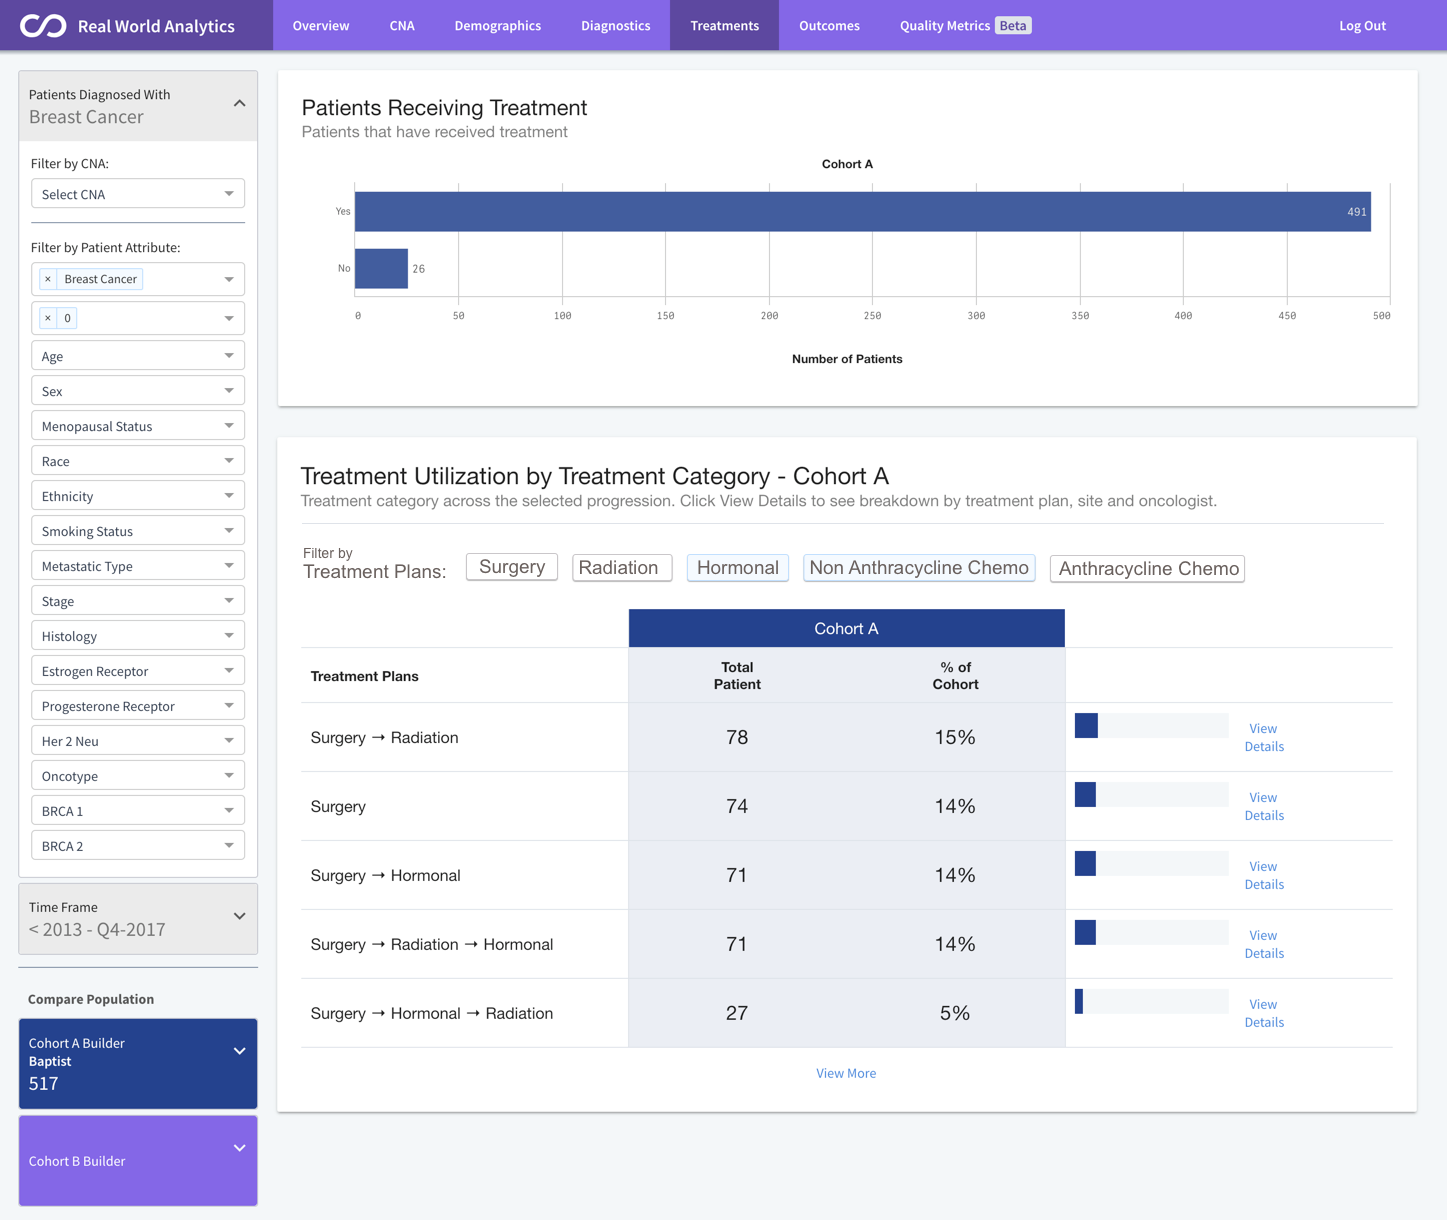 Real World Analytics
Overview
CNA
Demographics
Diagnostics
Treatments
Outcomes
Quality Metrics Beta
Log Out
Patients Diagnosed With
Breast Cancer
Filter by CNA:
Select CNA
Filter by Patient Attribute:
× Breast Cancer
× 0
Age
Sex
Menopausal Status
Race
Ethnicity
Smoking Status
Metastatic Type
Stage
Histology
Estrogen Receptor
Progesterone Receptor
Her 2 Neu
Oncotype
BRCA 1
BRCA 2
Time Frame
< 2013 - Q4-2017
Compare Population
Cohort A Builder
Baptist
517
Cohort B Builder
Patients Receiving Treatment
Patients that have received treatment
Cohort A
Yes 491
No 26
0 50 100 150 200 250 300 350 400 450 500
Number of Patients
Treatment Utilization by Treatment Category - Cohort A
Treatment category across the selected progression. Click View Details to see breakdown by treatment plan, site and oncologist.
Filter by
Treatment Plans:
Surgery
Radiation
Hormonal
Non Anthracycline Chemo
Anthracycline Chemo
Cohort A
Treatment Plans
Total
Patient
% of
Cohort
Surgery → Radiation 78 15% View
Details
Surgery 74 14% View
Details
Surgery → Hormonal 71 14% View
Details
Surgery → Radiation → Hormonal 71 14% View
Details
Surgery → Hormonal → Radiation 27 5% View
Details
View More